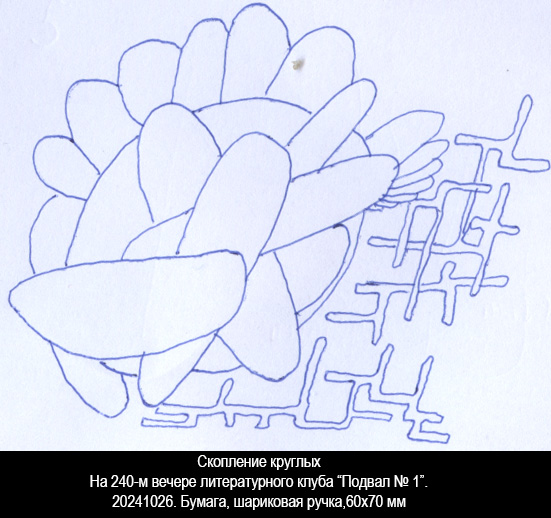 Скопление круглых
На 240-м вечере литературного клуба “Подвал № 1”.
20241026. Бумага, шариковая ручка,60х70 мм